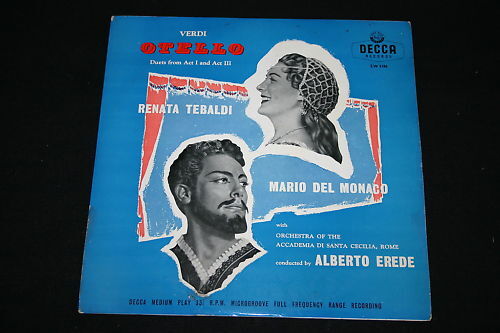 VERDI
OTELLO
Duets from Act I and Act III
DECCA
RECORDS
RENATA TEBALDI
MARIO DEL MONACO
with
ORCHESTRA OF THE
ACCADEMIA DI SANTA CECILIA, ROME
conducted by ALBERTO EREDE
DECCA MEDIUM PLAY 33⅓ R.P.M. MICROGROOVE FULL FREQUENCY RANGE RECORDING